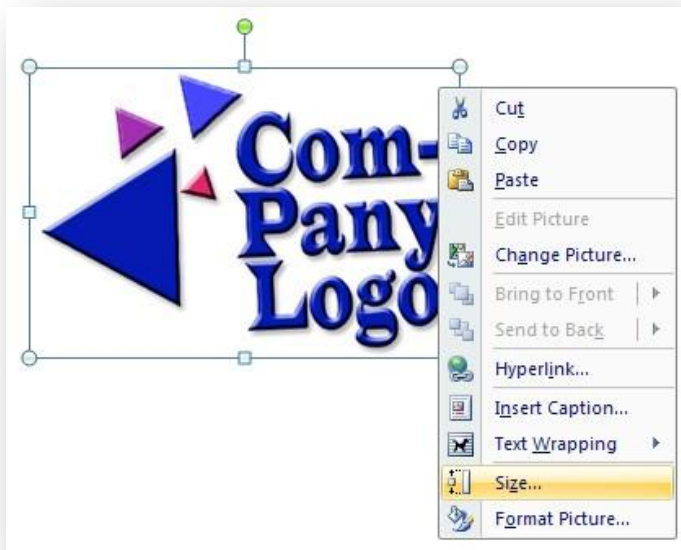 Com-
Pany
Logo
Cut
Copy
Paste
Edit Picture
Change Picture...
Bring to Front
Send to Back
Hyperlink...
Insert Caption...
Text Wrapping
Size...
Format Picture...